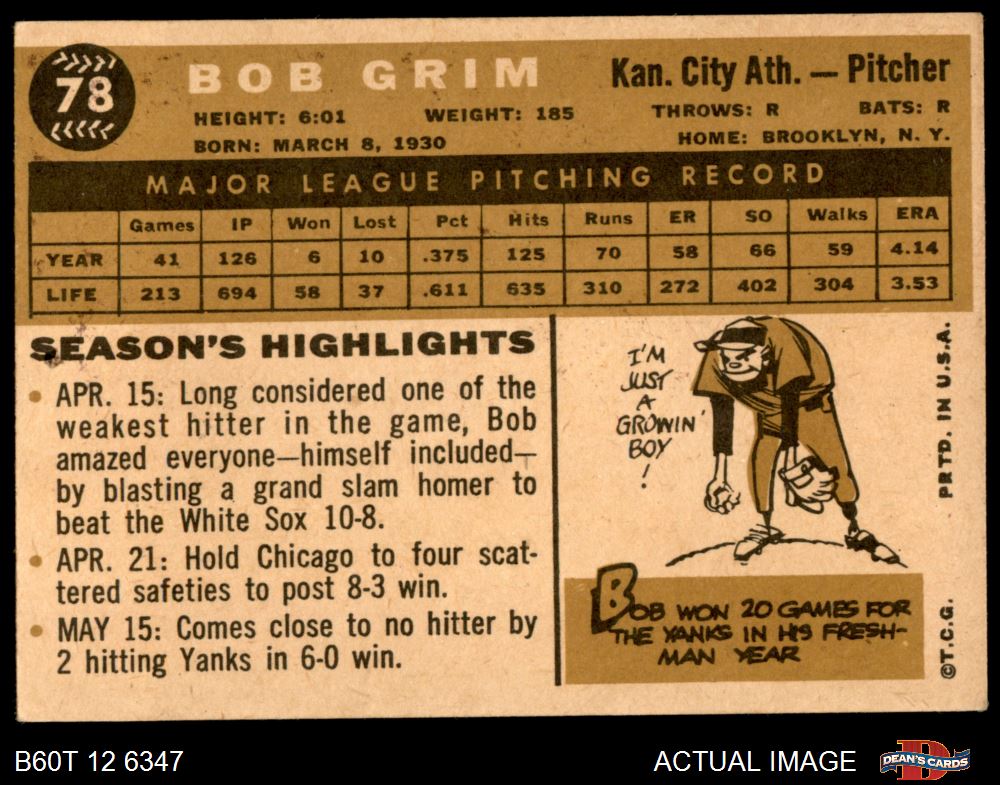 78
BOB GRIM
Kan. City Ath. — Pitcher
HEIGHT: 6:01 WEIGHT: 185 THROWS: R BATS: R
BORN: MARCH 8, 1930 HOME: BROOKLYN, N. Y.
MAJOR LEAGUE PITCHING RECORD
Games IP Won Lost Pct Hits Runs ER SO Walks ERA
YEAR 41 126 6 10 .375 125 70 58 66 59 4.14
LIFE 213 694 58 37 .611 635 310 272 402 304 3.53
SEASON'S HIGHLIGHTS
• APR. 15: Long considered one of the
weakest hitter in the game, Bob
amazed everyone—himself included—
by blasting a grand slam homer to
beat the White Sox 10-8.
• APR. 21: Hold Chicago to four scat-
tered safeties to post 8-3 win.
• MAY 15: Comes close to no hitter by
2 hitting Yanks in 6-0 win.
I'M
JUST
A
GROWIN'
BOY
!
BOB WON 20 GAMES FOR
THE YANKS IN HIS FRESH-
MAN YEAR
PRTD. IN U.S.A.
©T.C.G.
B60T 12 6347
ACTUAL IMAGE
DEAN'S CARDS